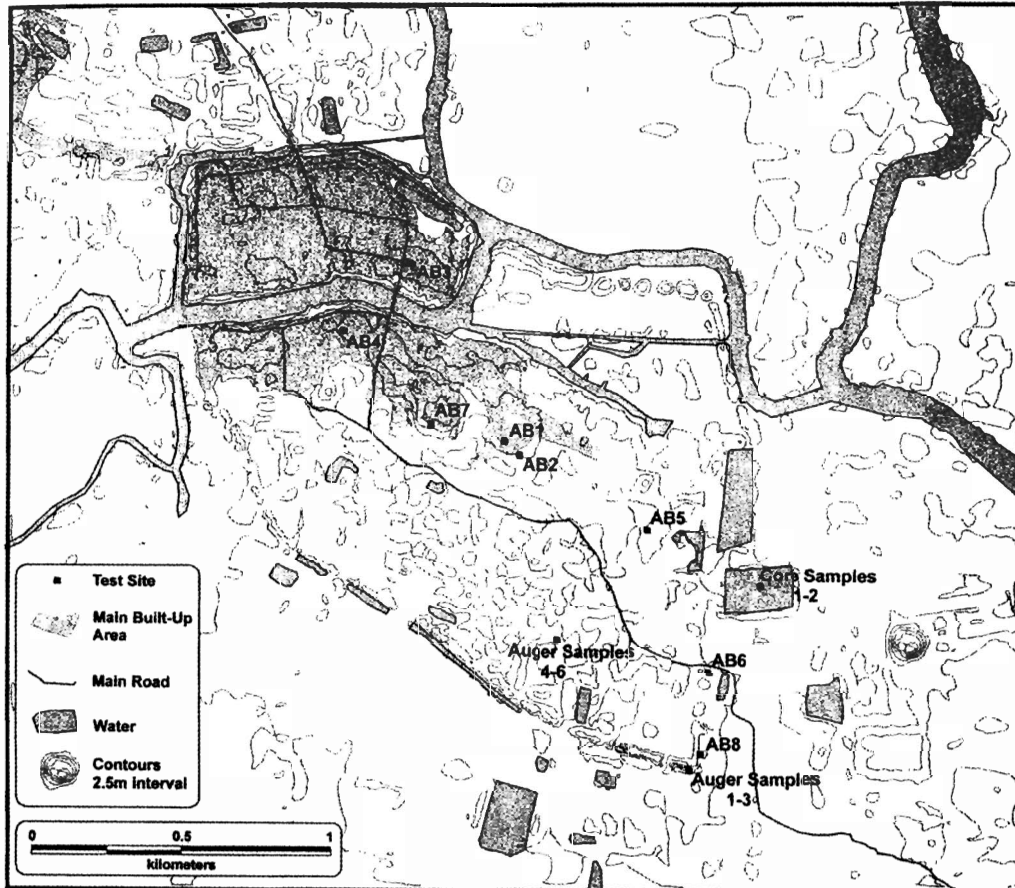 AB3
AB4
AB7
AB1
AB2
AB5
Core Samples
1-2
Auger Samples
4-6
AB6
AB8
Auger Samples
1-3
Test Site
Main Built-Up
Area
Main Road
Water
Contours
2.5m interval
0 0.5 1
kilometers